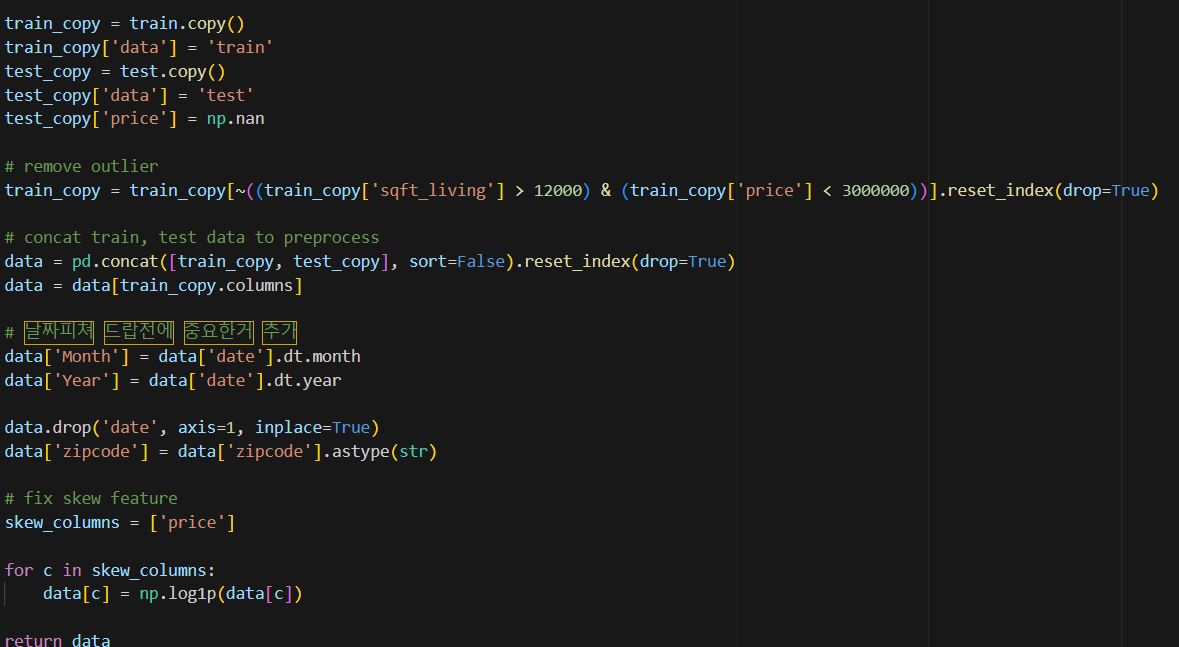 train_copy = train.copy()
train_copy['data'] = 'train'
test_copy = test.copy()
test_copy['data'] = 'test'
test_copy['price'] = np.nan
# remove outlier
train_copy = train_copy[~((train_copy['sqft_living'] > 12000) & (train_copy['price'] < 3000000))].reset_index(drop=True)
# concat train, test data to preprocess
data = pd.concat([train_copy, test_copy], sort=False).reset_index(drop=True)
data = data[train_copy.columns]
# 날짜피쳐 드랍전에 중요한거 추가
data['Month'] = data['date'].dt.month
data['Year'] = data['date'].dt.year
data.drop('date', axis=1, inplace=True)
data['zipcode'] = data['zipcode'].astype(str)
# fix skew feature
skew_columns = ['price']
for c in skew_columns:
    data[c] = np.log1p(data[c])
return data